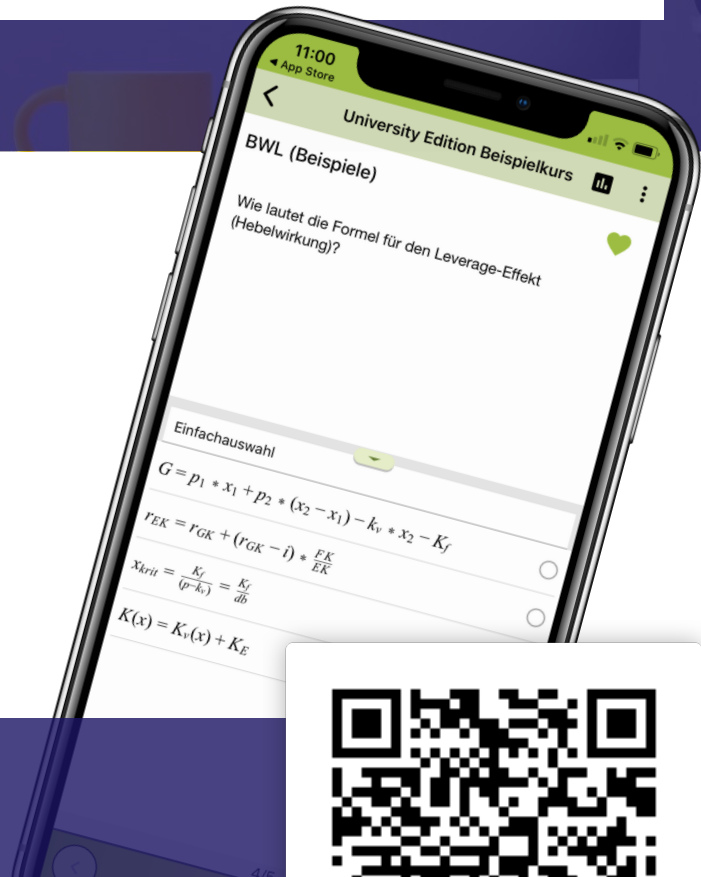 11:00
◀ App Store
University Edition Beispielkurs
BWL (Beispiele)
Wie lautet die Formel für den Leverage-Effekt
(Hebelwirkung)?
Einfachauswahl
G = p₁ * x₁ + p₂ * (x₂ − x₁) − kᵥ * x₂ − K_f
r_EK = r_GK + (r_GK − i) * FK/EK
x_krit = K_f/(p−kᵥ) = K_f/db
K(x) = Kᵥ(x) + K_E